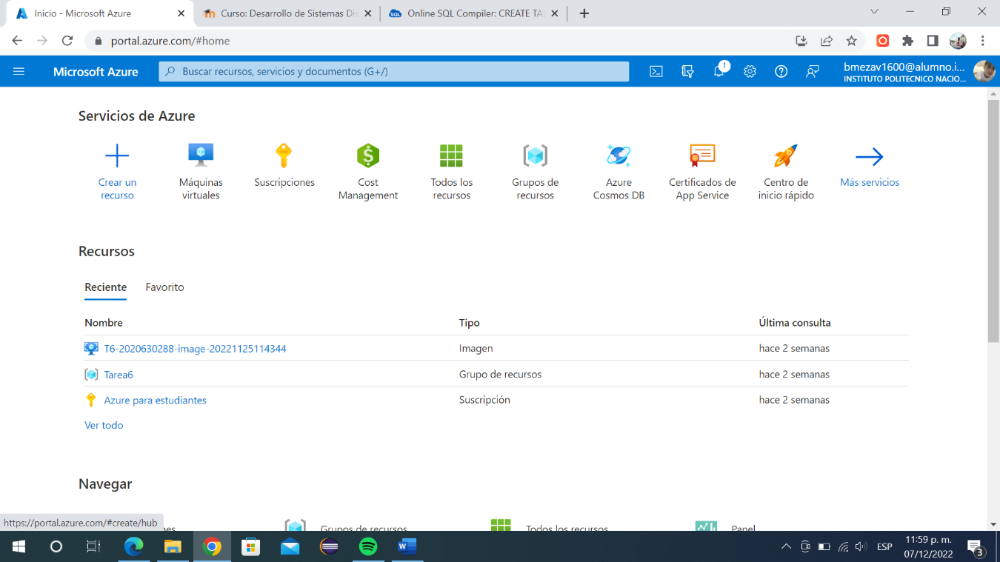 Inicio - Microsoft Azure
Curso: Desarrollo de Sistemas Dis
Online SQL Compiler: CREATE TA
portal.azure.com/#home
Microsoft Azure
Buscar recursos, servicios y documentos (G+/)
1
bmezav1600@alumno.i...
INSTITUTO POLITECNICO NACIO...
Servicios de Azure
Crear un recurso
Máquinas virtuales
Suscripciones
Cost Management
Todos los recursos
Grupos de recursos
Azure Cosmos DB
Certificados de App Service
Centro de inicio rápido
Más servicios
Recursos
Reciente Favorito
Nombre Tipo Última consulta
T6-2020630288-image-20221125114344 Imagen hace 2 semanas
Tarea6 Grupo de recursos hace 2 semanas
Azure para estudiantes Suscripción hace 2 semanas
Ver todo
Navegar
https://portal.azure.com/#create/hub
Grupos de recursos Todos los recursos Panel
ESP
11:59 p. m.
07/12/2022
3